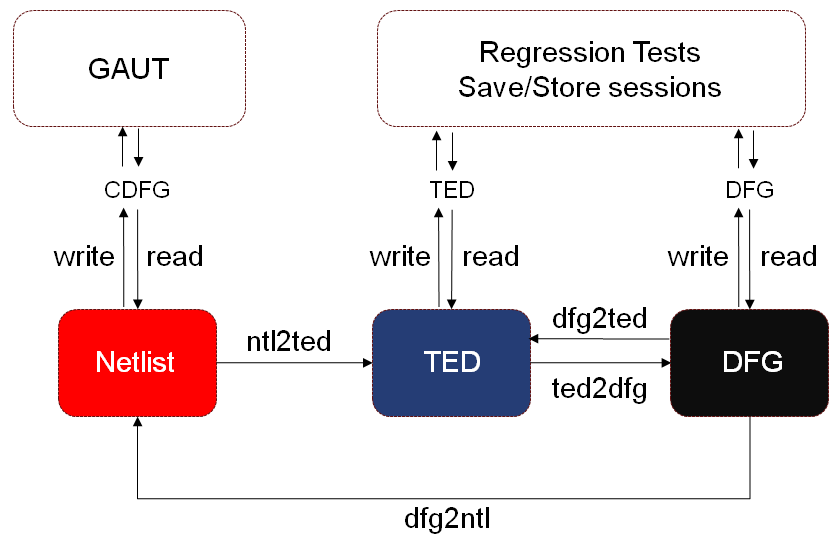 GAUT
Regression Tests
Save/Store sessions
CDFG
TED
DFG
write
read
write
read
write
read
Netlist
ntl2ted
TED
dfg2ted
ted2dfg
DFG
dfg2ntl